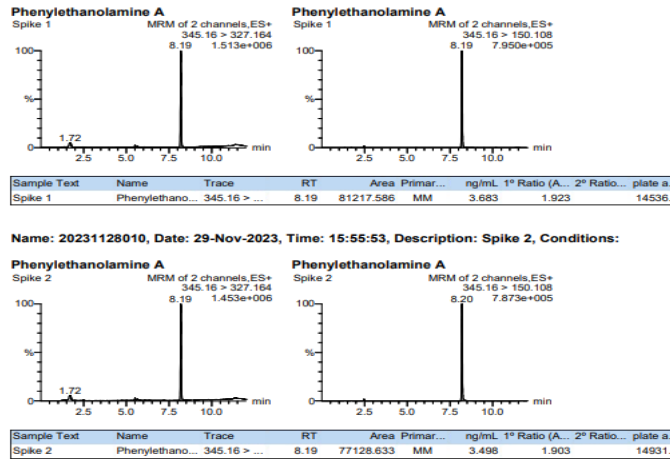 Phenylethanolamine A
Spike 1 MRM of 2 channels,ES+
345.16 > 327.164
8.19 1.513e+006
100
%
1.72
2.5 5.0 7.5 10.0 min
Phenylethanolamine A
Spike 1 MRM of 2 channels,ES+
345.16 > 150.108
8.19 7.950e+005
100
%
2.5 5.0 7.5 10.0 min
Sample Text Name Trace RT Area Primar... ng/mL 1º Ratio (A... 2º Ratio... plate a.
Spike 1 Phenylethano... 345.16 > ... 8.19 81217.586 MM 3.683 1.923 14536.
Name: 20231128010, Date: 29-Nov-2023, Time: 15:55:53, Description: Spike 2, Conditions:
Phenylethanolamine A
Spike 2 MRM of 2 channels,ES+
345.16 > 327.164
8.19 1.453e+006
100
%
1.72
2.5 5.0 7.5 10.0 min
Phenylethanolamine A
Spike 2 MRM of 2 channels,ES+
345.16 > 150.108
8.20 7.873e+005
100
%
2.5 5.0 7.5 10.0 min
Sample Text Name Trace RT Area Primar... ng/mL 1º Ratio (A... 2º Ratio... plate a.
Spike 2 Phenylethano... 345.16 > ... 8.19 77128.633 MM 3.498 1.903 14931.